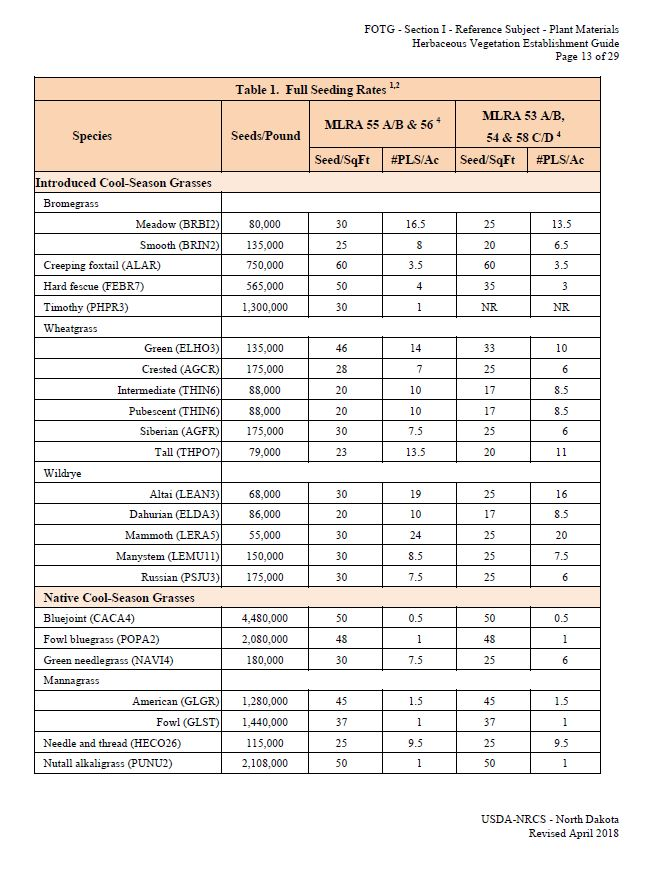 FOTG - Section I - Reference Subject - Plant Materials
Herbaceous Vegetation Establishment Guide
Page 13 of 29
Table 1.  Full Seeding Rates 1,2
Species Seeds/Pound MLRA 55 A/B & 56 4 MLRA 53 A/B,
54 & 58 C/D 4
Seed/SqFt #PLS/Ac Seed/SqFt #PLS/Ac
Introduced Cool-Season Grasses
Bromegrass
Meadow (BRBI2) 80,000 30 16.5 25 13.5
Smooth (BRIN2) 135,000 25 8 20 6.5
Creeping foxtail (ALAR) 750,000 60 3.5 60 3.5
Hard fescue (FEBR7) 565,000 50 4 35 3
Timothy (PHPR3) 1,300,000 30 1 NR NR
Wheatgrass
Green (ELHO3) 135,000 46 14 33 10
Crested (AGCR) 175,000 28 7 25 6
Intermediate (THIN6) 88,000 20 10 17 8.5
Pubescent (THIN6) 88,000 20 10 17 8.5
Siberian (AGFR) 175,000 30 7.5 25 6
Tall (THPO7) 79,000 23 13.5 20 11
Wildrye
Altai (LEAN3) 68,000 30 19 25 16
Dahurian (ELDA3) 86,000 20 10 17 8.5
Mammoth (LERA5) 55,000 30 24 25 20
Manystem (LEMU11) 150,000 30 8.5 25 7.5
Russian (PSJU3) 175,000 30 7.5 25 6
Native Cool-Season Grasses
Bluejoint (CACA4) 4,480,000 50 0.5 50 0.5
Fowl bluegrass (POPA2) 2,080,000 48 1 48 1
Green needlegrass (NAVI4) 180,000 30 7.5 25 6
Mannagrass
American (GLGR) 1,280,000 45 1.5 45 1.5
Fowl (GLST) 1,440,000 37 1 37 1
Needle and thread (HECO26) 115,000 25 9.5 25 9.5
Nutall alkaligrass (PUNU2) 2,108,000 50 1 50 1
USDA-NRCS - North Dakota
Revised April 2018